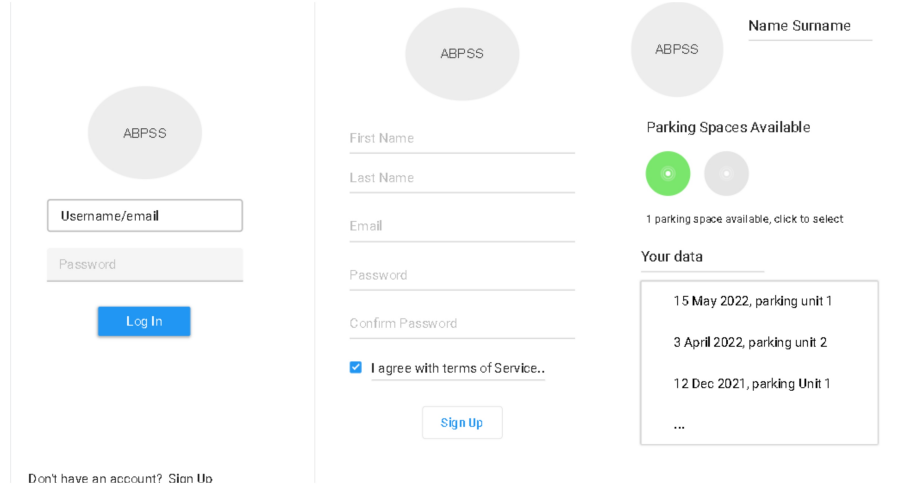 ABPSS
Username/email
Password
Log In
Don't have an account? Sign Up
ABPSS
First Name
Last Name
Email
Password
Confirm Password
I agree with terms of Service..
Sign Up
ABPSS
Name Surname
Parking Spaces Available
1 parking space available, click to select
Your data
15 May 2022, parking unit 1
3 April 2022, parking unit 2
12 Dec 2021, parking Unit 1
...